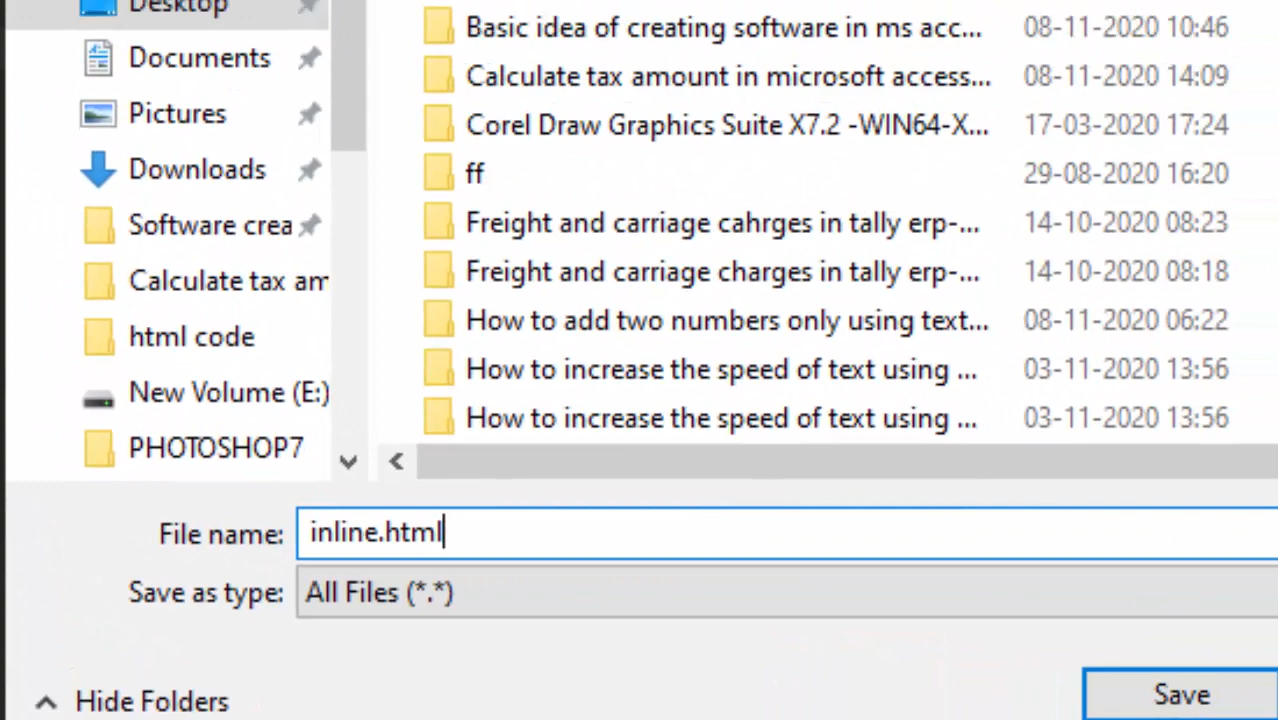 Desktop
Documents
Pictures
Downloads
Software crea
Calculate tax am
html code
New Volume (E:)
PHOTOSHOP7
Basic idea of creating software in ms acc... 08-11-2020 10:46
Calculate tax amount in microsoft access... 08-11-2020 14:09
Corel Draw Graphics Suite X7.2 -WIN64-X... 17-03-2020 17:24
ff 29-08-2020 16:20
Freight and carriage cahrges in tally erp-... 14-10-2020 08:23
Freight and carriage charges in tally erp-... 14-10-2020 08:18
How to add two numbers only using text... 08-11-2020 06:22
How to increase the speed of text using ... 03-11-2020 13:56
How to increase the speed of text using ... 03-11-2020 13:56
File name: inline.html
Save as type: All Files (*.*)
Hide Folders
Save